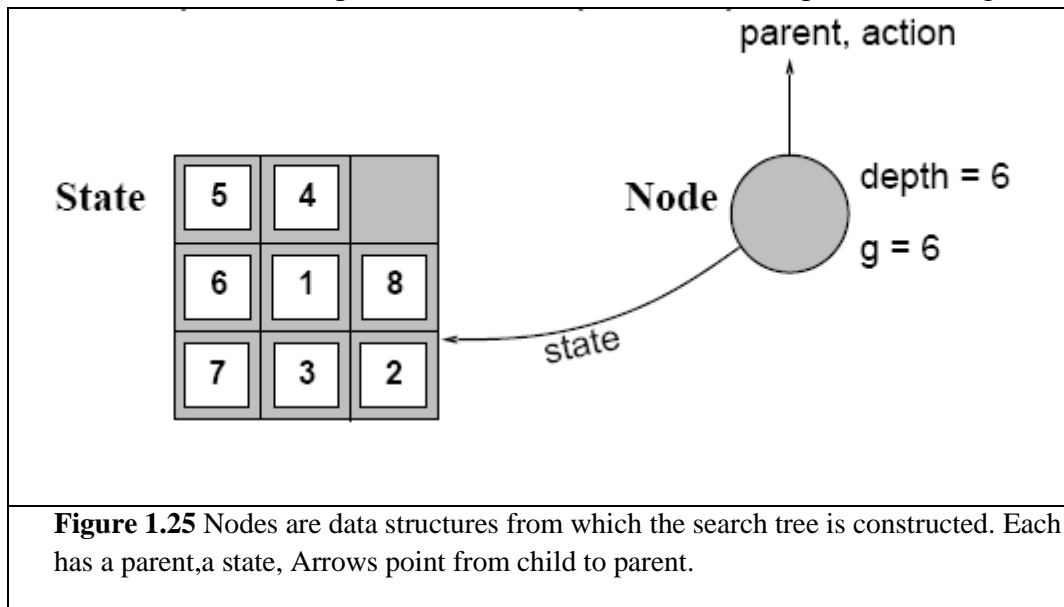 parent, action
State
5 4
Node
depth = 6
g = 6
6 1 8
state
7 3 2
Figure 1.25 Nodes are data structures from which the search tree is constructed. Each
has a parent,a state, Arrows point from child to parent.